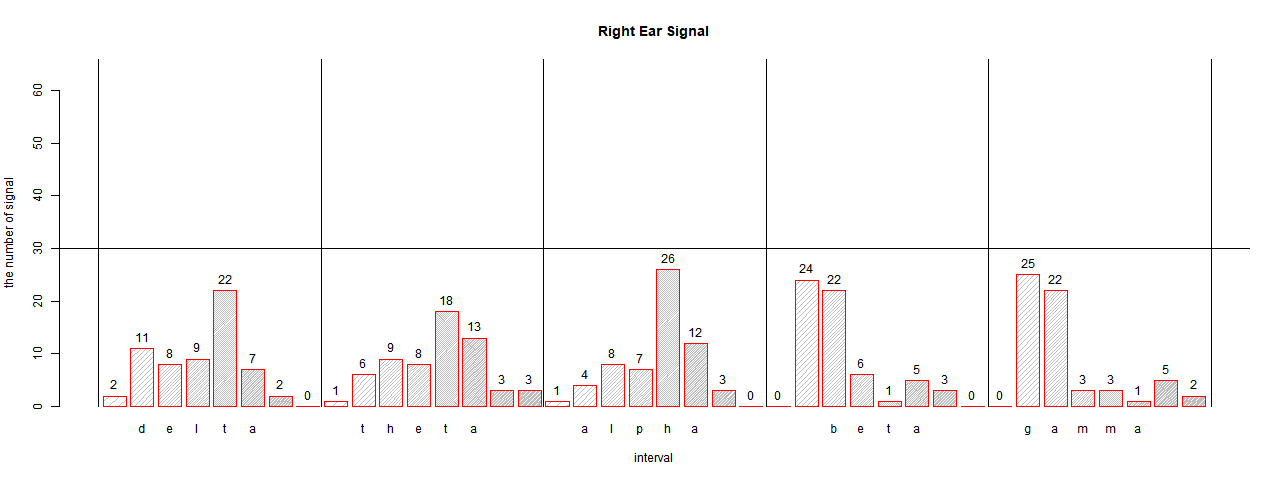 Right Ear Signal
the number of signal
60
50
40
30
20
10
0
2 11 8 9 22 7 2 0
1 6 9 8 18 13 3 3
1 4 8 7 26 12 3 0
0 24 22 6 1 5 3 0
0 25 22 3 3 1 5 2
d e l t a t h e t a a l p h a b e t a g a m m a
interval